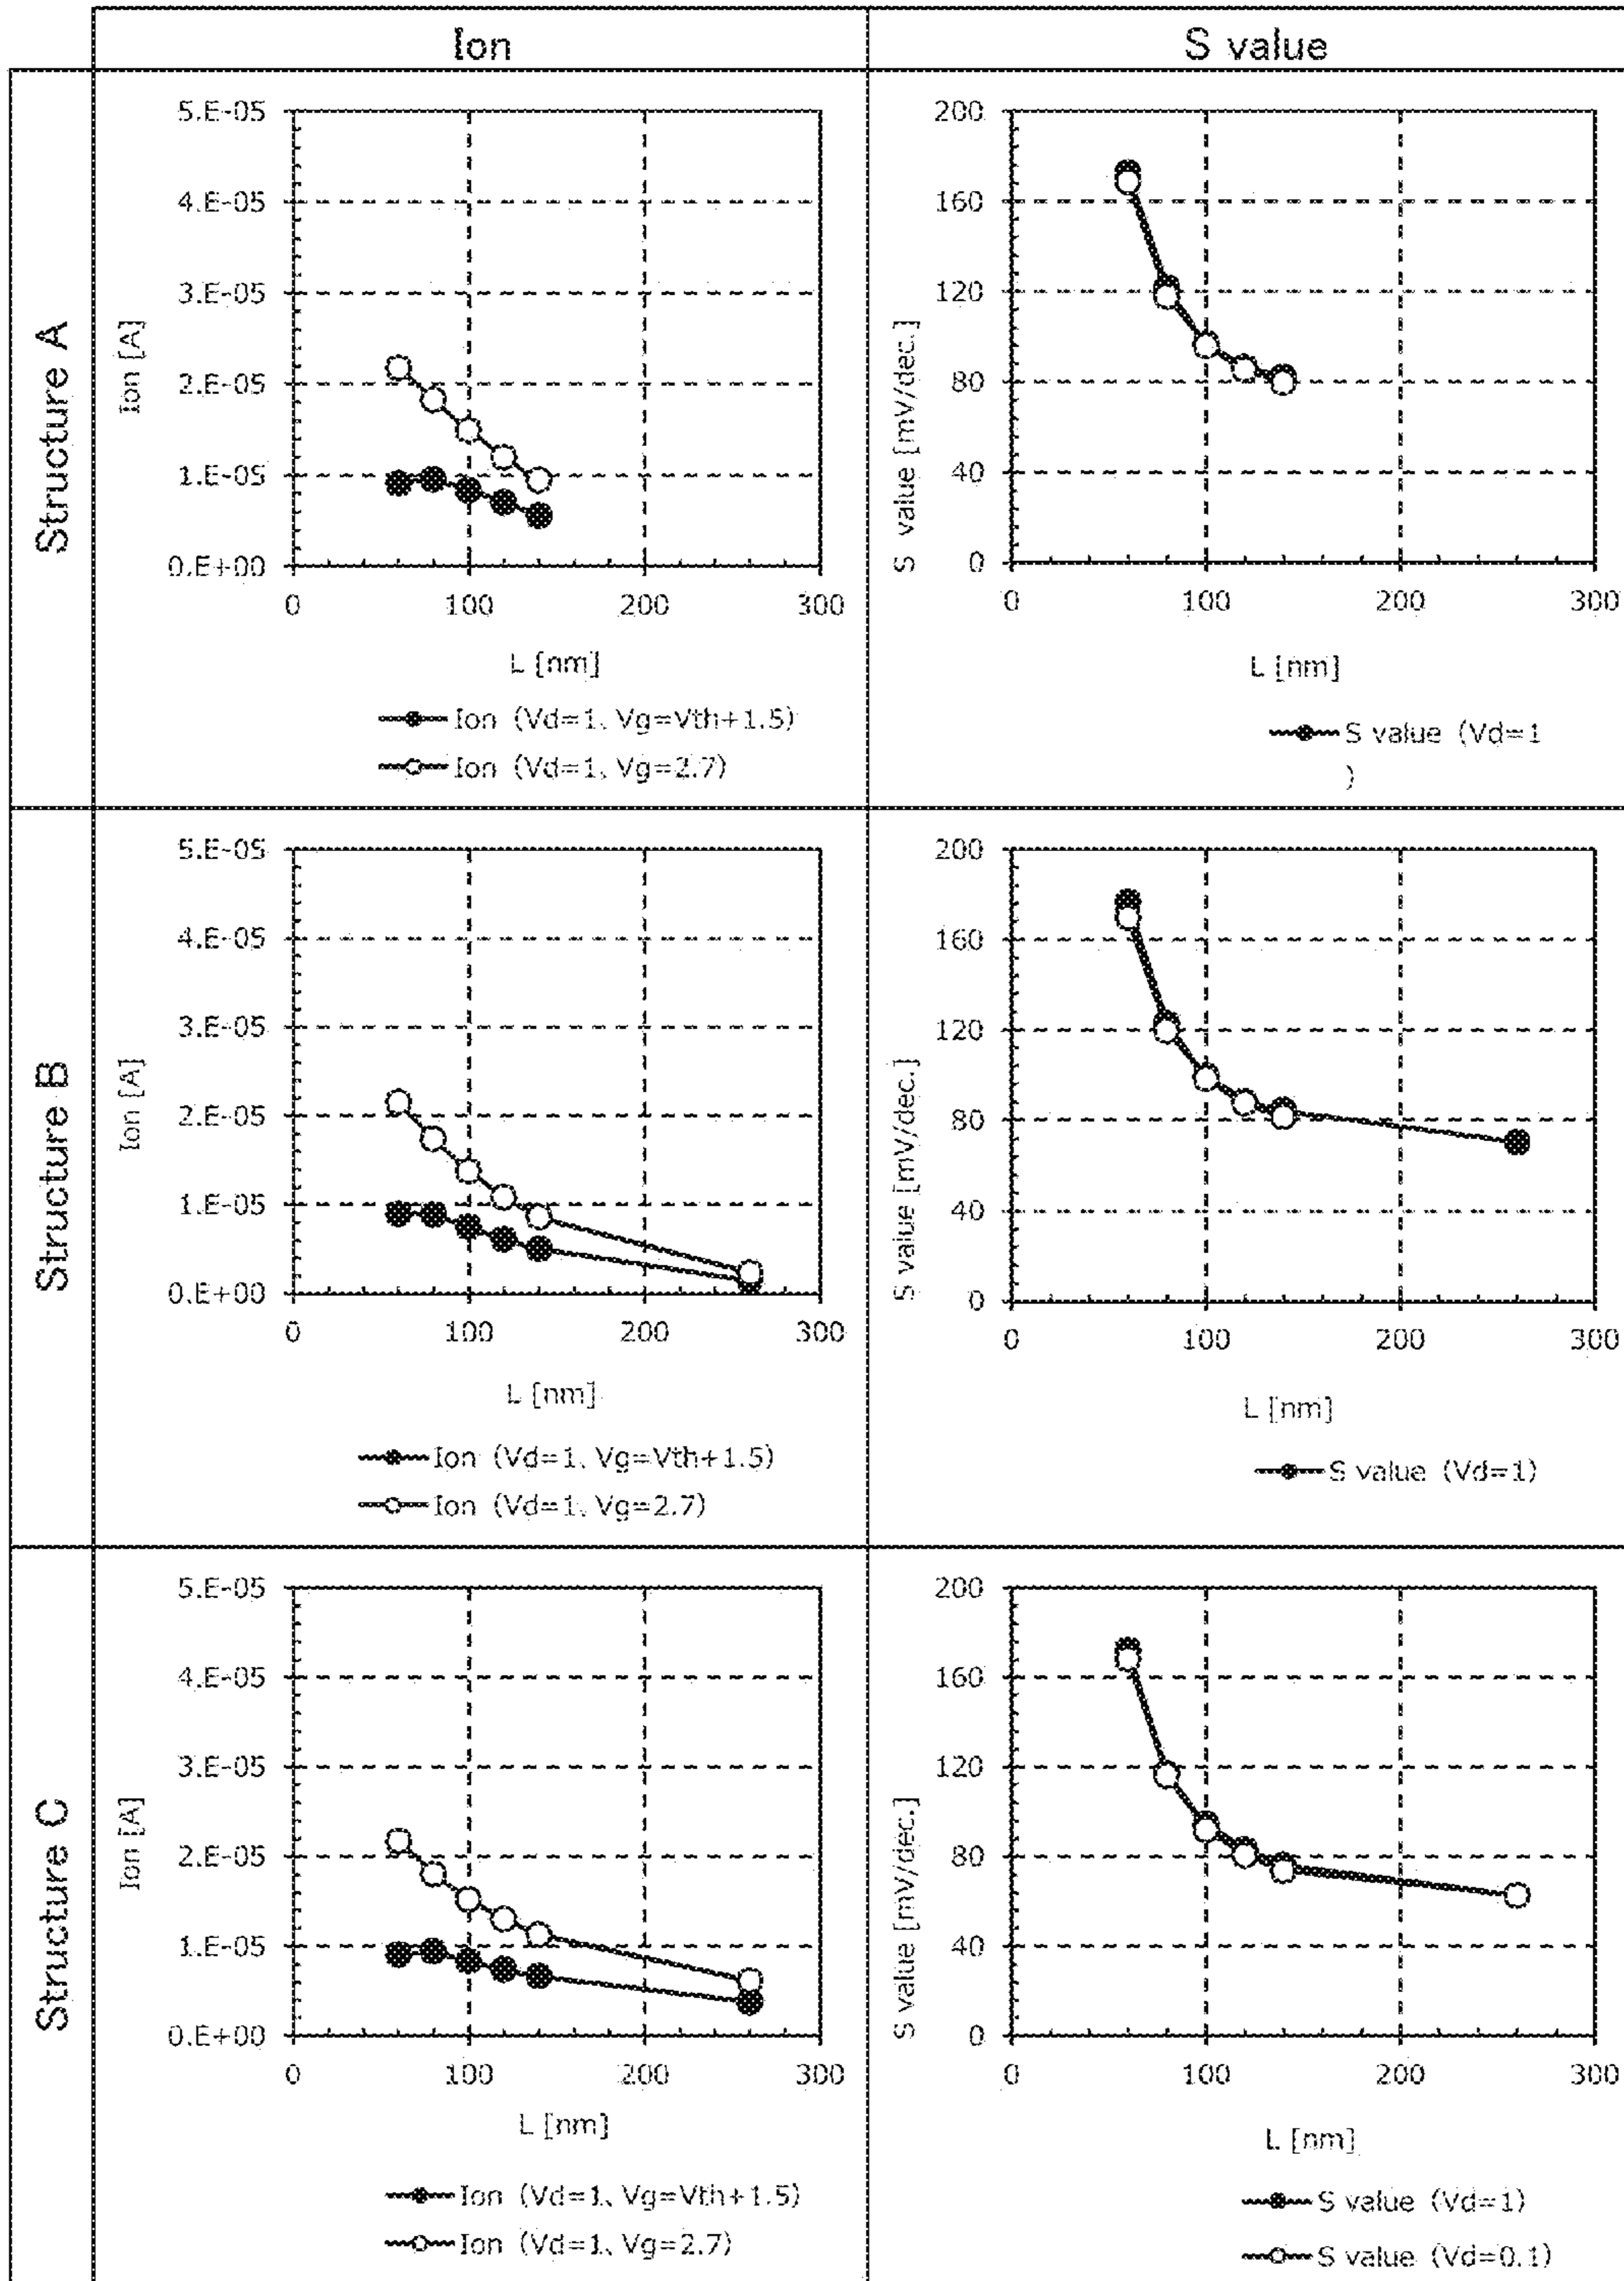 Ion
S value
Structure A
Ion [A]
5.E-05
4.E-05
3.E-05
2.E-05
1.E-05
0.E+00
0
100
200
300
L [nm]
Ion (Vd=1、Vg=Vth+1.5)
Ion (Vd=1、Vg=2.7)
S value [mV/dec.]
200
160
120
80
40
0
0
100
200
300
L [nm]
S value (Vd=1
)
Structure B
Ion [A]
5.E-05
4.E-05
3.E-05
2.E-05
1.E-05
0.E+00
0
100
200
300
L [nm]
Ion (Vd=1、Vg=Vth+1.5)
Ion (Vd=1、Vg=2.7)
S value [mV/dec.]
200
160
120
80
40
0
0
100
200
300
L [nm]
S value (Vd=1)
Structure C
Ion [A]
5.E-05
4.E-05
3.E-05
2.E-05
1.E-05
0.E+00
0
100
200
300
L [nm]
Ion (Vd=1、Vg=Vth+1.5)
Ion (Vd=1、Vg=2.7)
S value [mV/dec.]
200
160
120
80
40
0
0
100
200
300
L [nm]
S value (Vd=1)
S value (Vd=0.1)